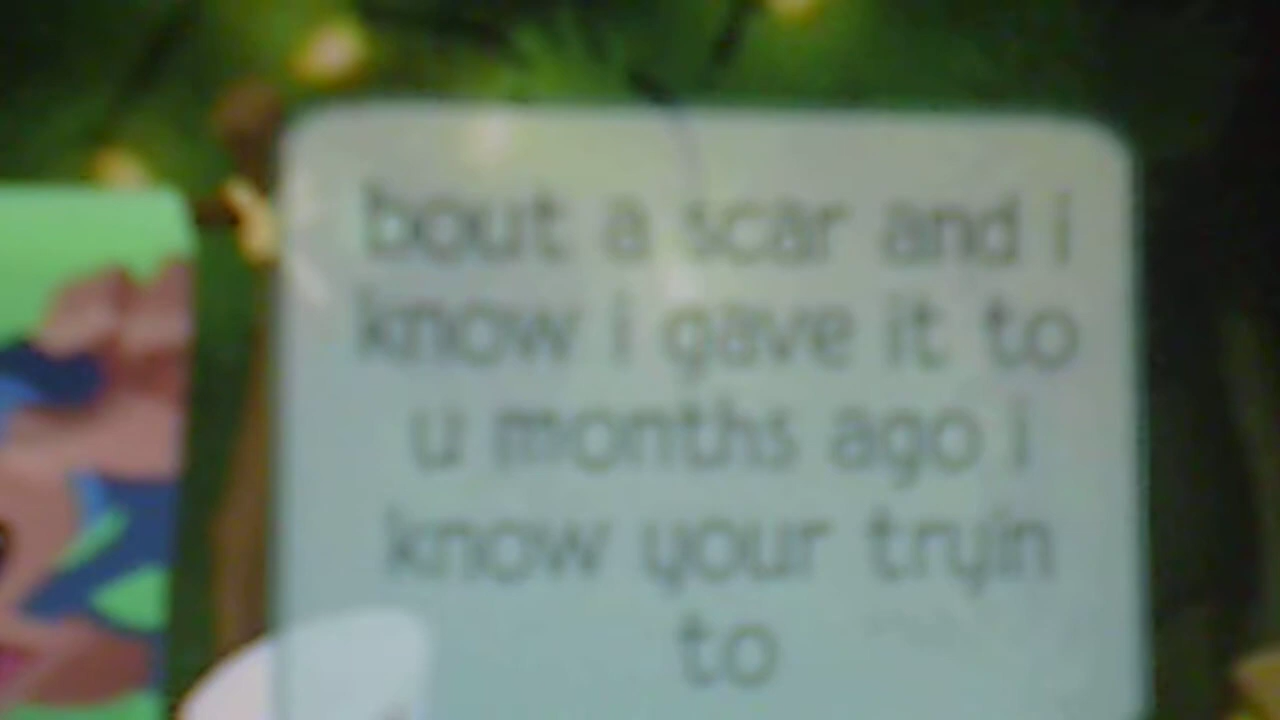 bout a scar and i
know i gave it to
u months ago i
know your tryin
to